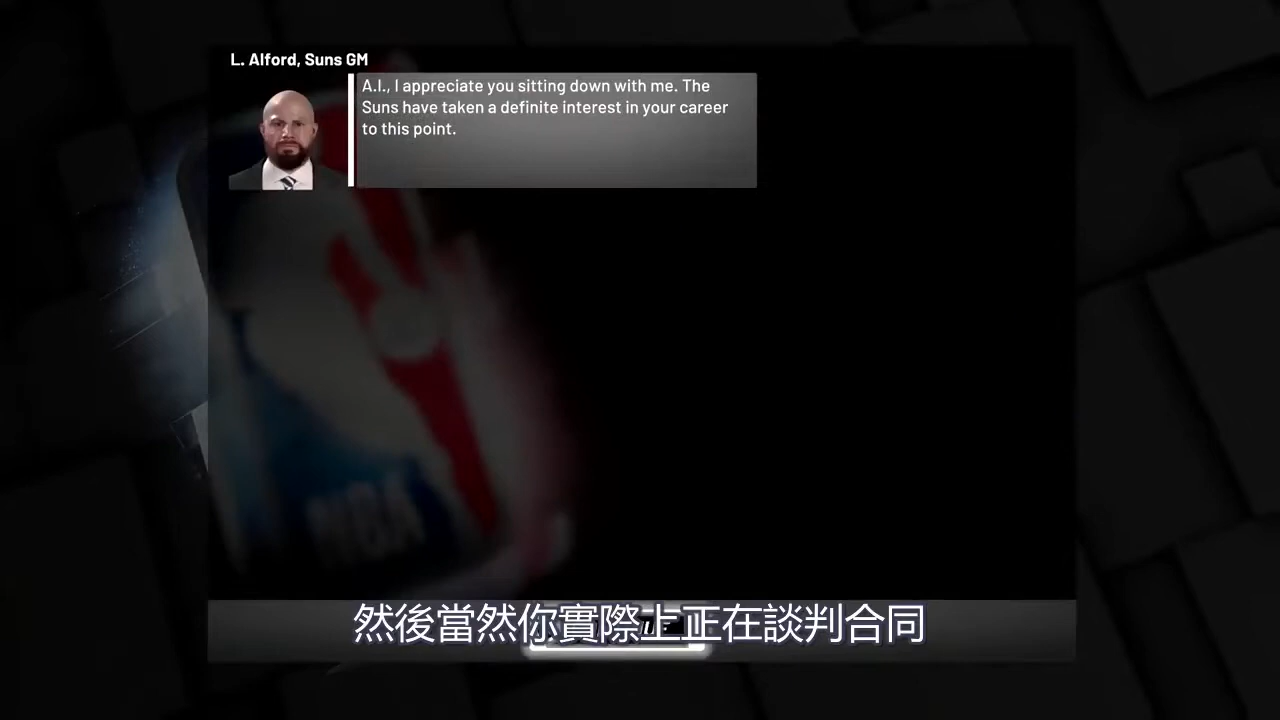 L. Alford, Suns GM
A.I., I appreciate you sitting down with me. The
Suns have taken a definite interest in your career
to this point.
NBA
然後當然你實際上正在談判合同